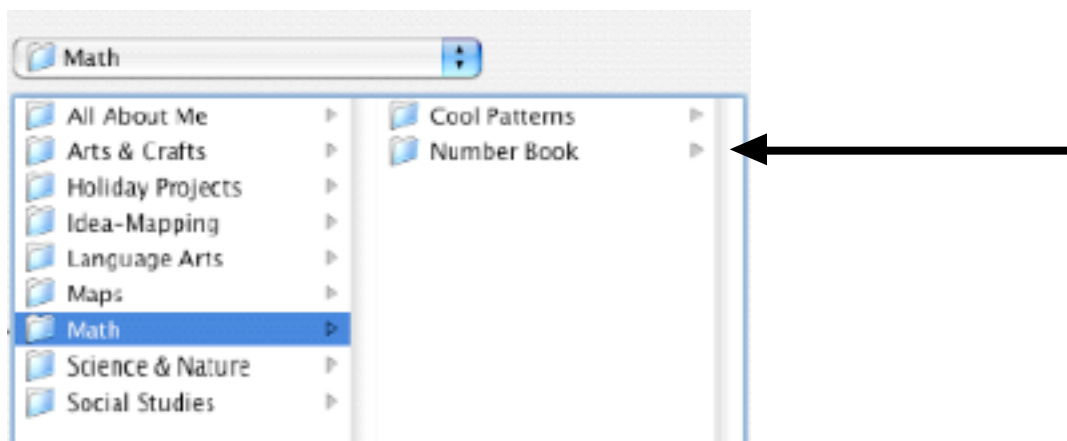 Math
All About Me
Arts & Crafts
Holiday Projects
Idea-Mapping
Language Arts
Maps
Math
Science & Nature
Social Studies
Cool Patterns
Number Book